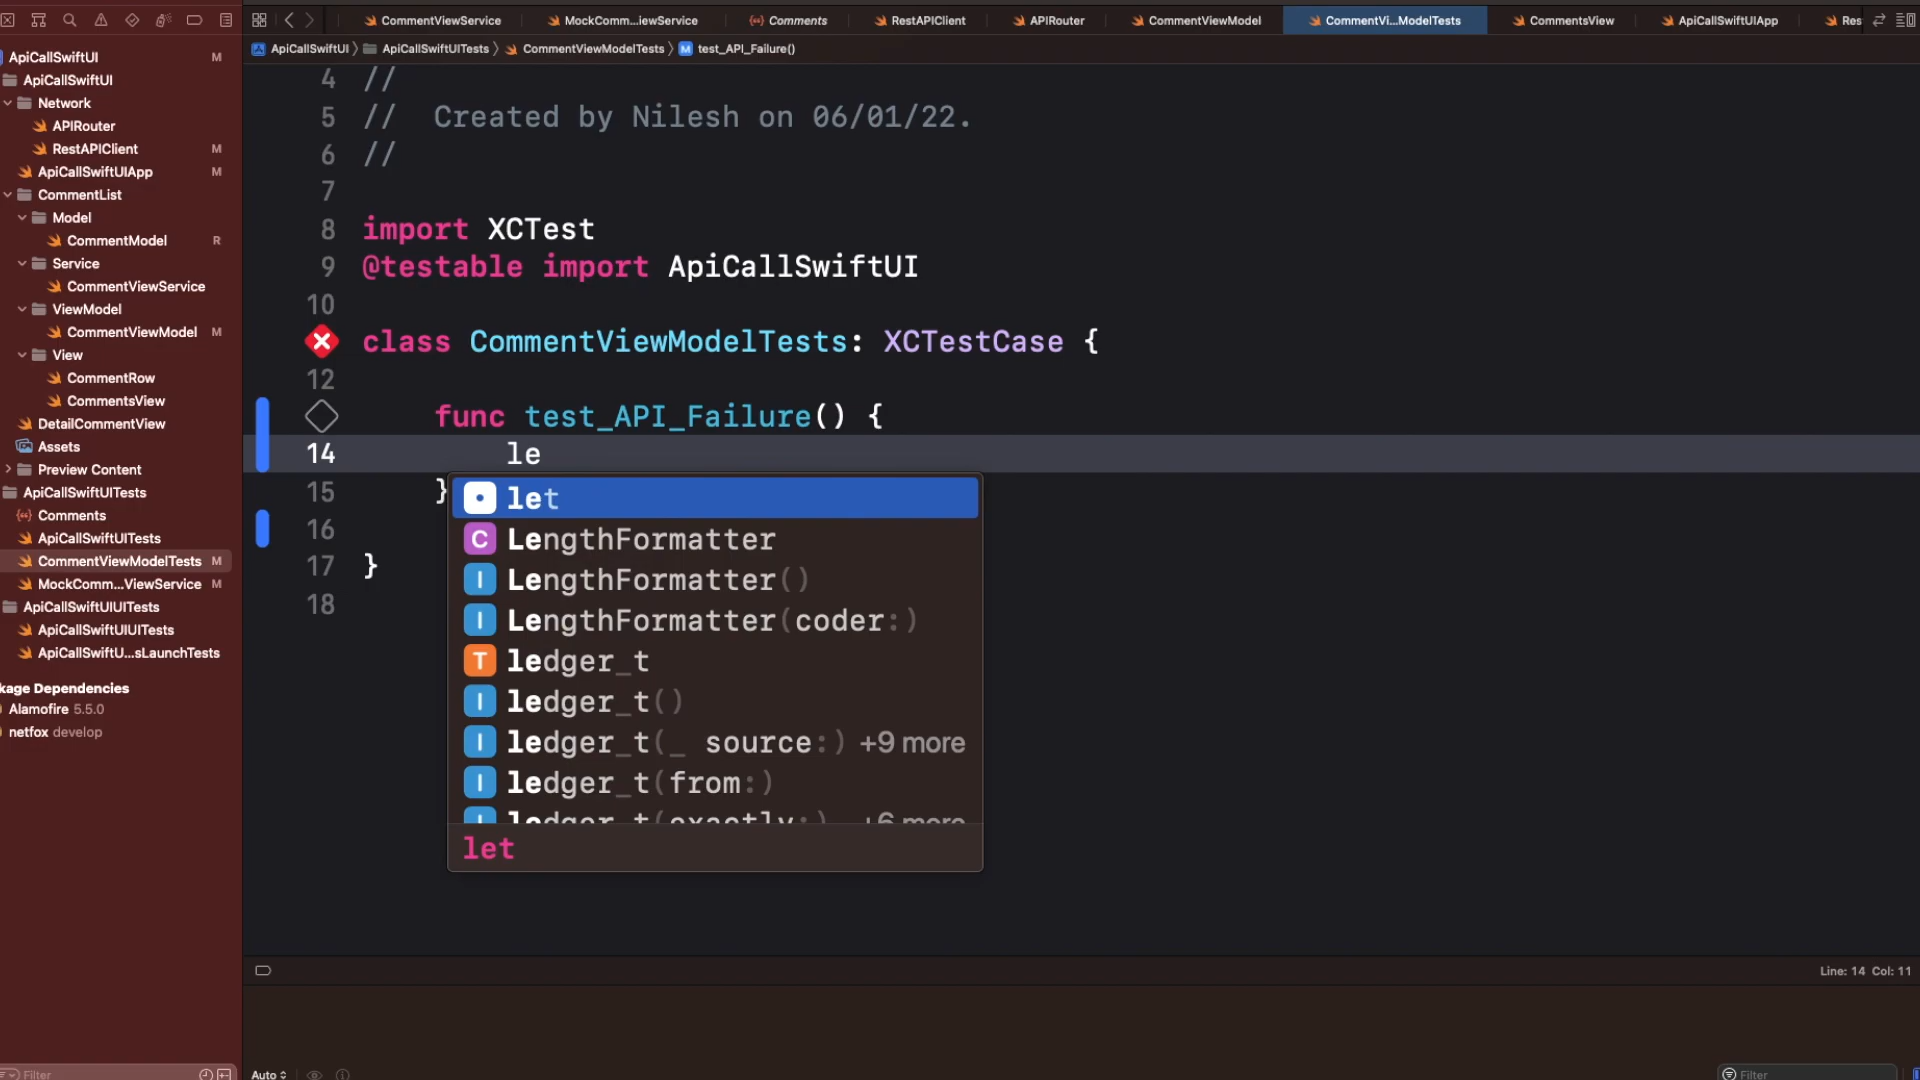 CommentViewService
MockComm...iewService
Comments
RestAPIClient
APIRouter
CommentViewModel
CommentVi...ModelTests
CommentsView
ApiCallSwiftUIApp
Res
ApiCallSwiftUI
ApiCallSwiftUITests
CommentViewModelTests
M test_API_Failure()
ApiCallSwiftUI M
ApiCallSwiftUI
Network
APIRouter
RestAPIClient M
ApiCallSwiftUIApp M
CommentList
Model
CommentModel R
Service
CommentViewService
ViewModel
CommentViewModel M
View
CommentRow
CommentsView
DetailCommentView
Assets
Preview Content
ApiCallSwiftUITests
Comments
ApiCallSwiftUITests
CommentViewModelTests M
MockComm...ViewService M
ApiCallSwiftUIUITests
ApiCallSwiftUIUITests
ApiCallSwiftU...sLaunchTests
kage Dependencies
Alamofire 5.5.0
netfox develop
Filter
4 //
5 // Created by Nilesh on 06/01/22.
6 //
7
8 import XCTest
9 @testable import ApiCallSwiftUI
10
class CommentViewModelTests: XCTestCase {
12
func test_API_Failure() {
14 le
15 }
16
17 }
18
let
C LengthFormatter
I LengthFormatter()
I LengthFormatter(coder:)
T ledger_t
I ledger_t()
I ledger_t(_ source:) +9 more
I ledger_t(from:)
I ledger_t(exactly:) +6 more
let
Line: 14 Col: 11
Auto
Filter